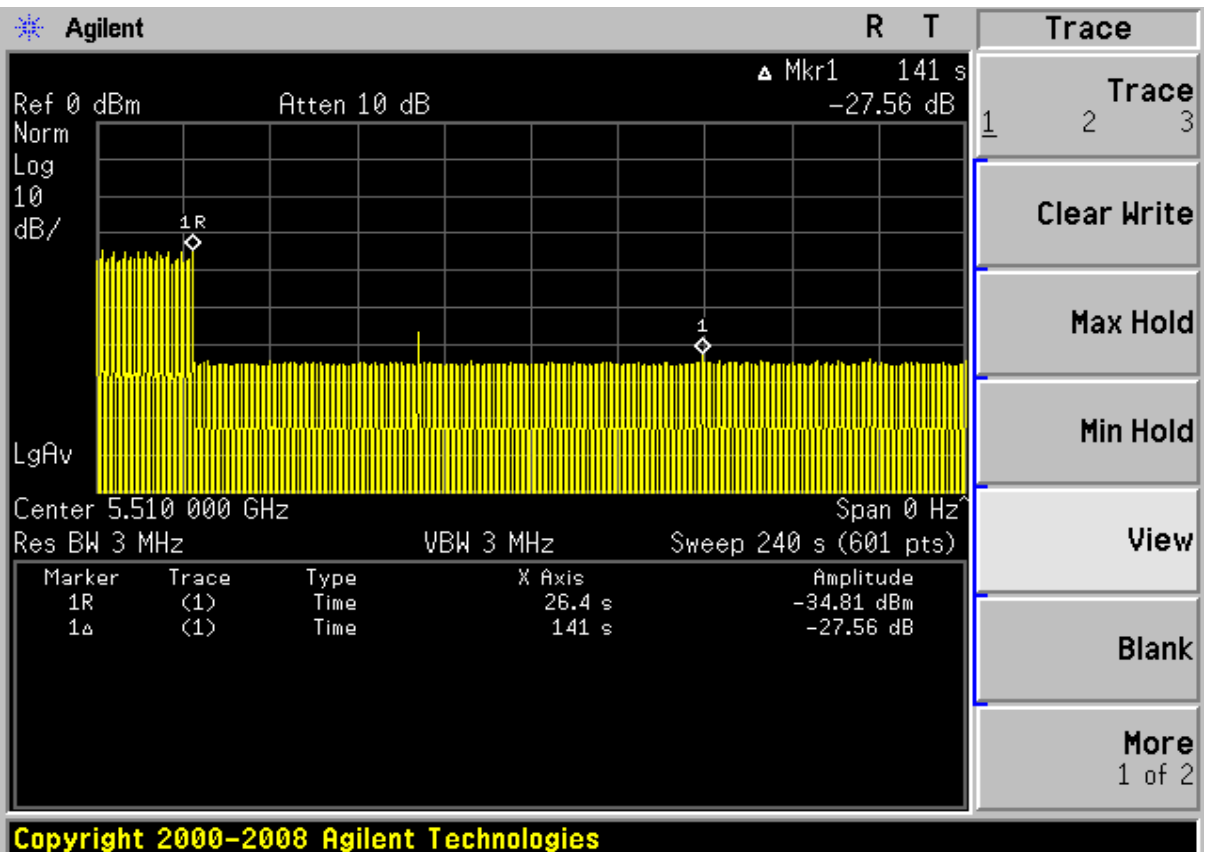 Agilent R T
Trace
Δ Mkr1 141 s
Ref 0 dBm Atten 10 dB −27.56 dB
Norm
Log
10
dB/
1R
1
LgAv
Center 5.510 000 GHz Span 0 Hz^
Res BW 3 MHz VBW 3 MHz Sweep 240 s (601 pts)
Marker Trace Type X Axis Amplitude
1R (1) Time 26.4 s −34.81 dBm
1Δ (1) Time 141 s −27.56 dB
Trace
1 2 3
Clear Write
Max Hold
Min Hold
View
Blank
More
1 of 2
Copyright 2000–2008 Agilent Technologies